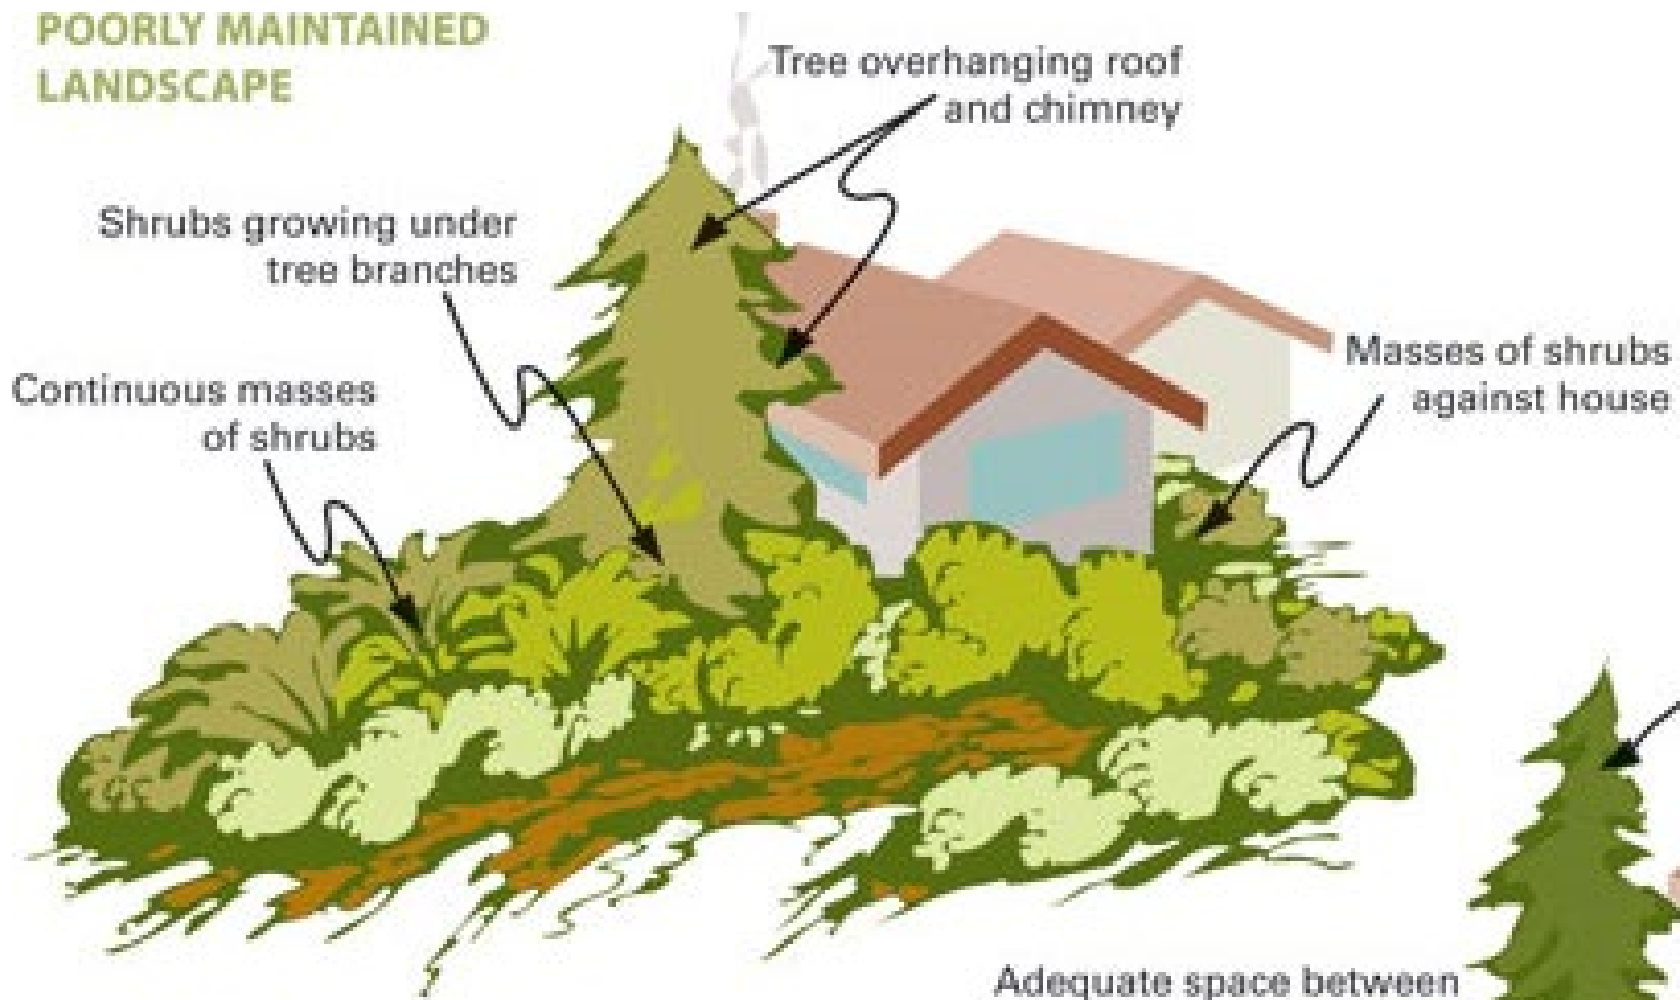 POORLY MAINTAINED
LANDSCAPE
Tree overhanging roof
and chimney
Shrubs growing under
tree branches
Continuous masses
of shrubs
Masses of shrubs
against house
Adequate space between